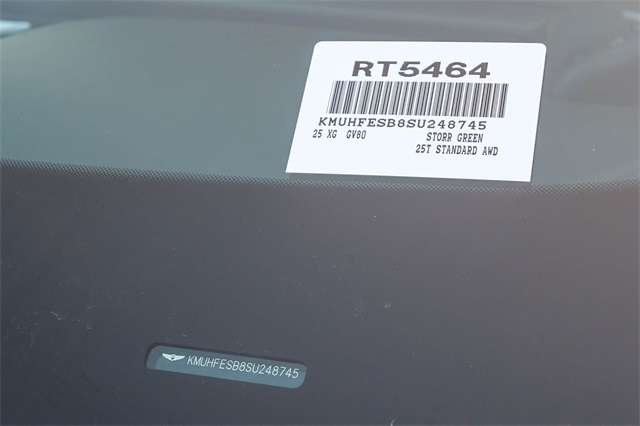 RT5464
KMUHFESB8SU248745
25 XG GV80 STORR GREEN
25T STANDARD AWD
KMUHFESB8SU248745